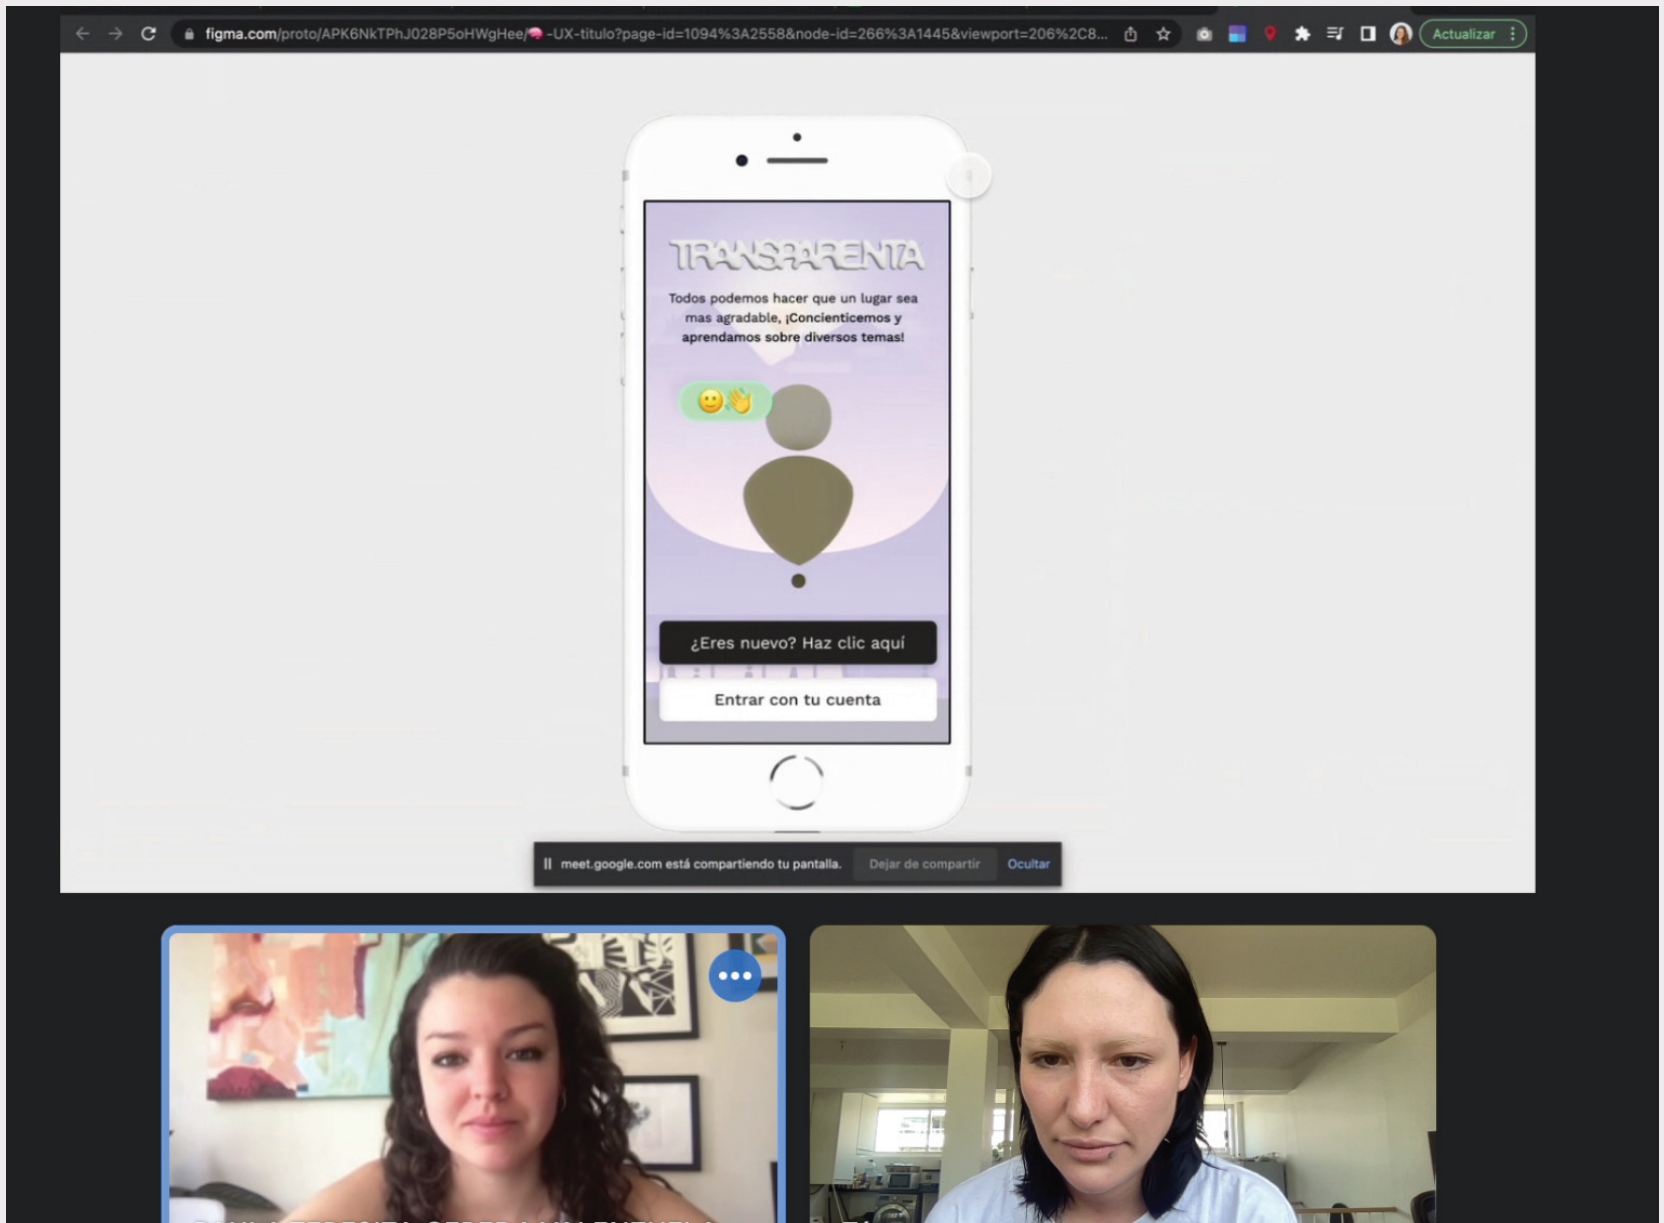 figma.com/proto/APK6NkTPhJ028P5oHWgHee/🧠-UX-titulo?page-id=1094%3A2558&node-id=266%3A1445&viewport=206%2C8...
Actualizar
TRANSPARENTA
Todos podemos hacer que un lugar sea
mas agradable, ¡Concienticemos y
aprendamos sobre diversos temas!
¿Eres nuevo? Haz clic aquí
Entrar con tu cuenta
meet.google.com está compartiendo tu pantalla.
Dejar de compartir
Ocultar